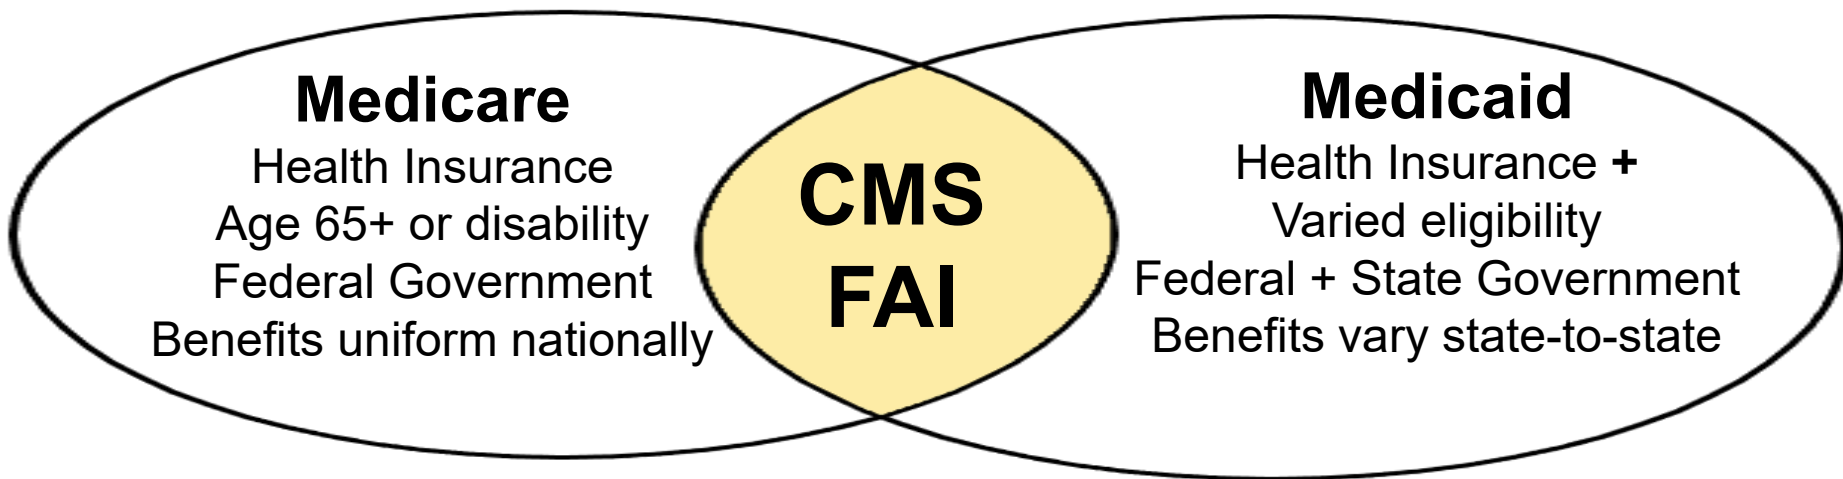 Medicare
Health Insurance
Age 65+ or disability
Federal Government
Benefits uniform nationally
CMS
FAI
Medicaid
Health Insurance +
Varied eligibility
Federal + State Government
Benefits vary state-to-state